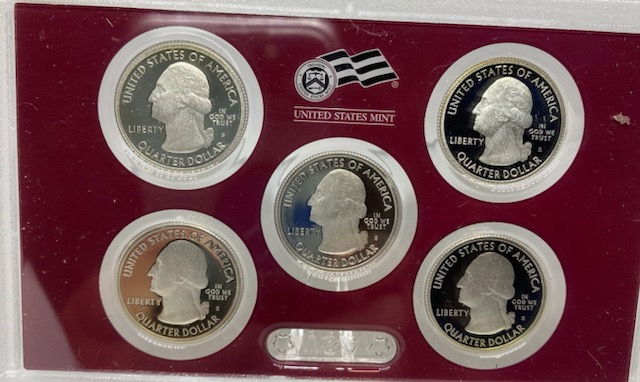 UNITED STATES OF AMERICA
LIBERTY
IN
GOD WE
TRUST
S
QUARTER DOLLAR
UNITED STATES MINT
UNITED STATES OF AMERICA
LIBERTY
IN
GOD WE
TRUST
S
QUARTER DOLLAR
UNITED STATES OF AMERICA
LIBERTY
IN
GOD WE
TRUST
S
QUARTER DOLLAR
UNITED STATES OF AMERICA
LIBERTY
IN
GOD WE
TRUST
S
QUARTER DOLLAR
UNITED STATES OF AMERICA
LIBERTY
IN
GOD WE
TRUST
S
QUARTER DOLLAR